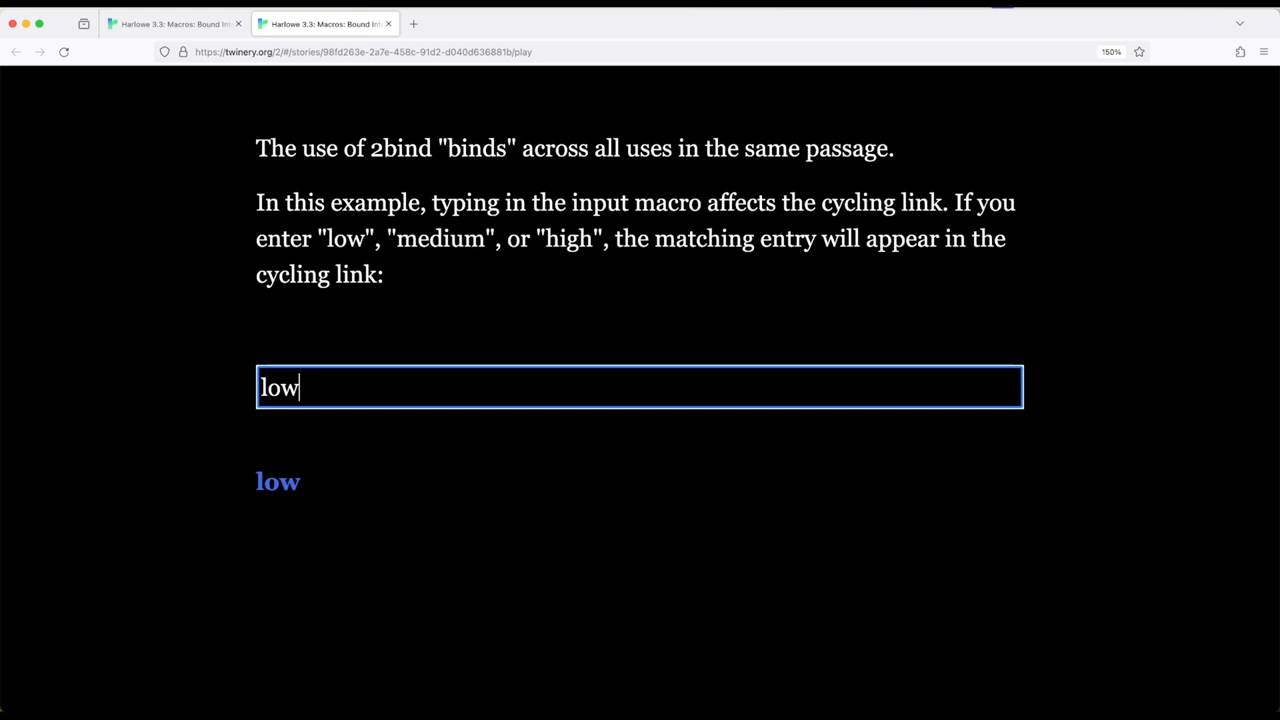 Harlowe 3.3: Macros: Bound Int
Harlowe 3.3: Macros: Bound Int
https://twinery.org/2/#/stories/98fd263e-2a7e-458c-91d2-d040d636881b/play
150%
The use of 2bind "binds" across all uses in the same passage.
In this example, typing in the input macro affects the cycling link. If you
enter "low", "medium", or "high", the matching entry will appear in the
cycling link:
low
low